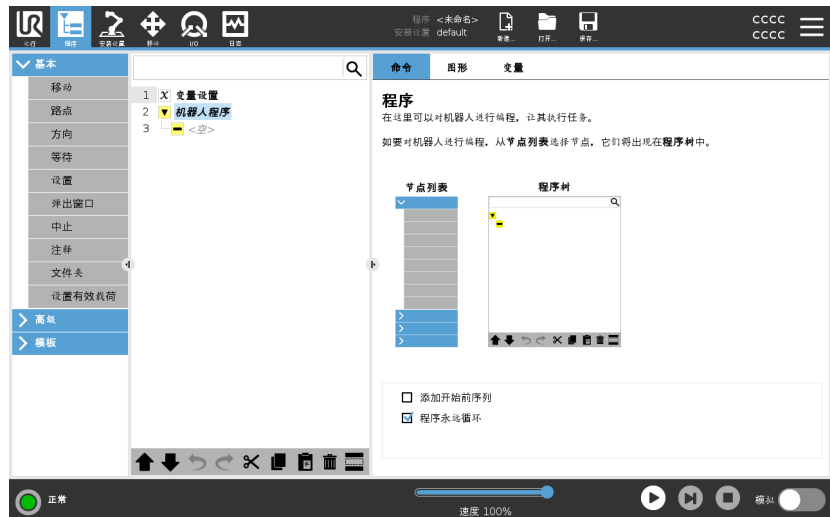 程序 <未命名>
安装设置 default
cccc
cccc
运行
程序
安装设置
移动
I/O
日志
新建...
打开...
保存...
基本
移动
路点
方向
等待
设置
弹出窗口
中止
注释
文件夹
设置有效载荷
高级
模板
1 X 变量设置
2 机器人程序
3 <空>
命令 图形 变量
程序
在这里可以对机器人进行编程，让其执行任务。
如要对机器人进行编程，从节点列表选择节点，它们将出现在程序树中。
节点列表 程序树
添加开始前序列
程序永远循环
正常
速度 100%
模拟